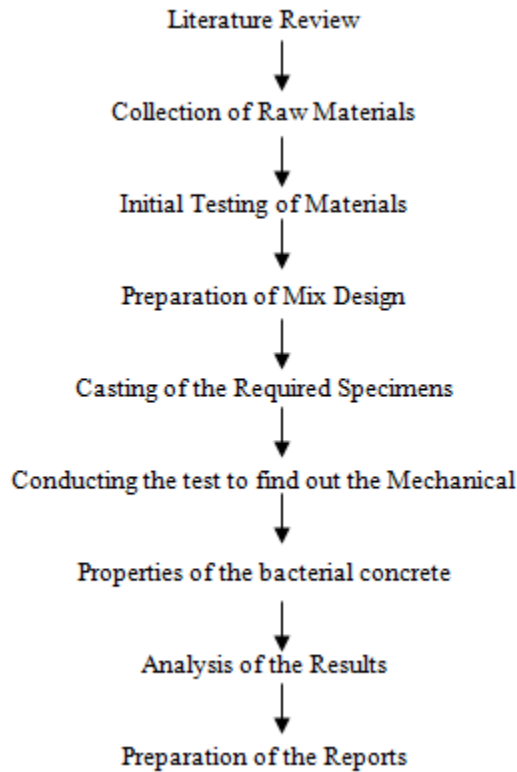 Literature Review
Collection of Raw Materials
Initial Testing of Materials
Preparation of Mix Design
Casting of the Required Specimens
Conducting the test to find out the Mechanical
Properties of the bacterial concrete
Analysis of the Results
Preparation of the Reports